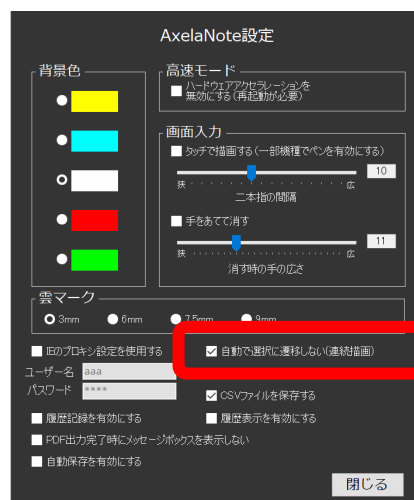 AxelaNote設定
背景色
高速モード
ハードウェアアクセラレーションを
無効にする(再起動が必要)
画面入力
タッチで描画する(一部機種でペンを有効にする)
10
狭 広
二本指の間隔
手をあてて消す
11
狭 広
消す時の手の広さ
雲マーク
3mm 6mm 7.5mm 9mm
IEのプロキシ設定を使用する
自動で選択に遷移しない(連続描画)
ユーザー名 aaa
パスワード ****
CSVファイルを保存する
履歴記録を有効にする
履歴表示を有効にする
PDF出力完了時にメッセージボックスを表示しない
自動保存を有効にする
閉じる